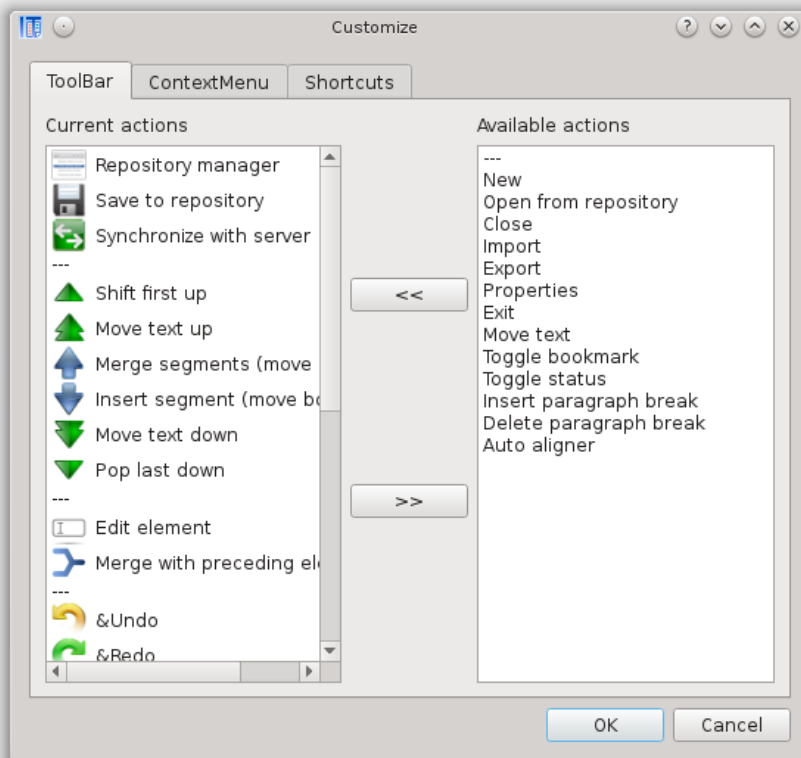 Customize
ToolBar
ContextMenu
Shortcuts
Current actions
Repository manager
Save to repository
Synchronize with server
---
Shift first up
Move text up
Merge segments (move
Insert segment (move
Move text down
Pop last down
---
Edit element
Merge with preceding
---
&Undo
&Redo
<<
>>
Available actions
---
New
Open from repository
Close
Import
Export
Properties
Exit
Move text
Toggle bookmark
Toggle status
Insert paragraph break
Delete paragraph break
Auto aligner
OK
Cancel